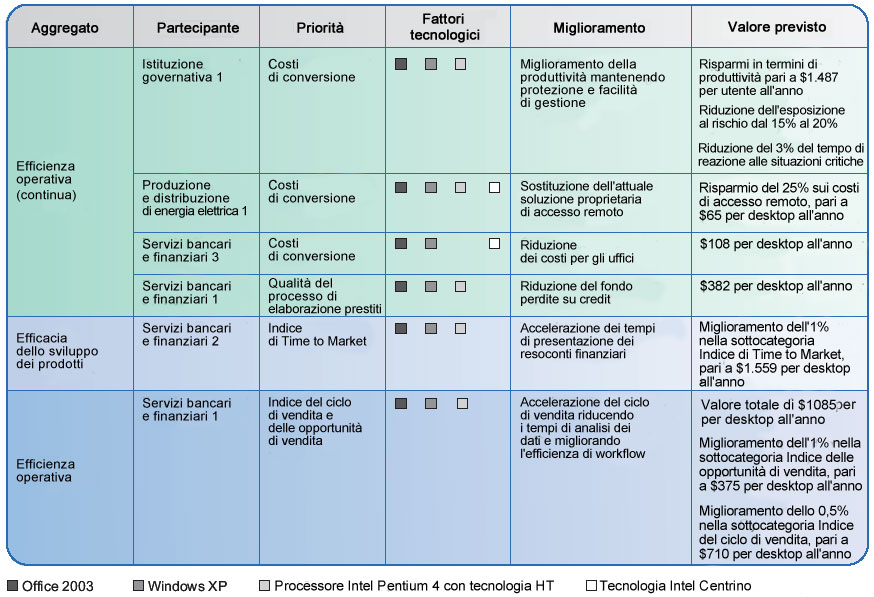 Aggregato
Partecipante
Priorità
Fattori
tecnologici
Miglioramento
Valore previsto
Efficienza
operativa
(continua)
Istituzione
governativa 1
Costi
di conversione
Miglioramento della
produttività mantenendo
protezione e facilità
di gestione
Risparmi in termini di
produttività pari a $1.487
per utente all'anno
Riduzione dell'esposizione
al rischio dal 15% al 20%
Riduzione del 3% del tempo di
reazione alle situazioni critiche
Produzione
e distribuzione
di energia elettrica 1
Costi
di conversione
Sostituzione dell'attuale
soluzione proprietaria
di accesso remoto
Risparmio del 25% sui costi
di accesso remoto, pari a
$65 per desktop all'anno
Servizi bancari
e finanziari 3
Costi
di conversione
Riduzione
dei costi per gli uffici
$108 per desktop all'anno
Servizi bancari
e finanziari 1
Qualità del
processo di
elaborazione prestiti
Riduzione del fondo
perdite su credit
$382 per desktop all'anno
Efficacia
dello sviluppo
dei prodotti
Servizi bancari
e finanziari 2
Indice
di Time to Market
Accelerazione dei tempi
di presentazione dei
resoconti finanziari
Miglioramento dell'1%
nella sottocategoria
Indice di Time to Market,
pari a $1.559 per desktop
all'anno
Efficienza
operativa
Servizi bancari
e finanziari 1
Indice del ciclo
di vendita e
delle opportunità
di vendita
Accelerazione del ciclo
di vendita riducendo
i tempi di analisi dei
dati e migliorando
l'efficienza di workflow
Valore totale di $1085per
per desktop all'anno
Miglioramento dell'1% nella
sottocategoria Indice delle
opportunità di vendita, pari
a $375 per desktop all'anno
Miglioramento dello 0,5%
nella sottocategoria Indice
del ciclo di vendita, pari a
$710 per desktop all'anno
Office 2003
Windows XP
Processore Intel Pentium 4 con tecnologia HT
Tecnologia Intel Centrino